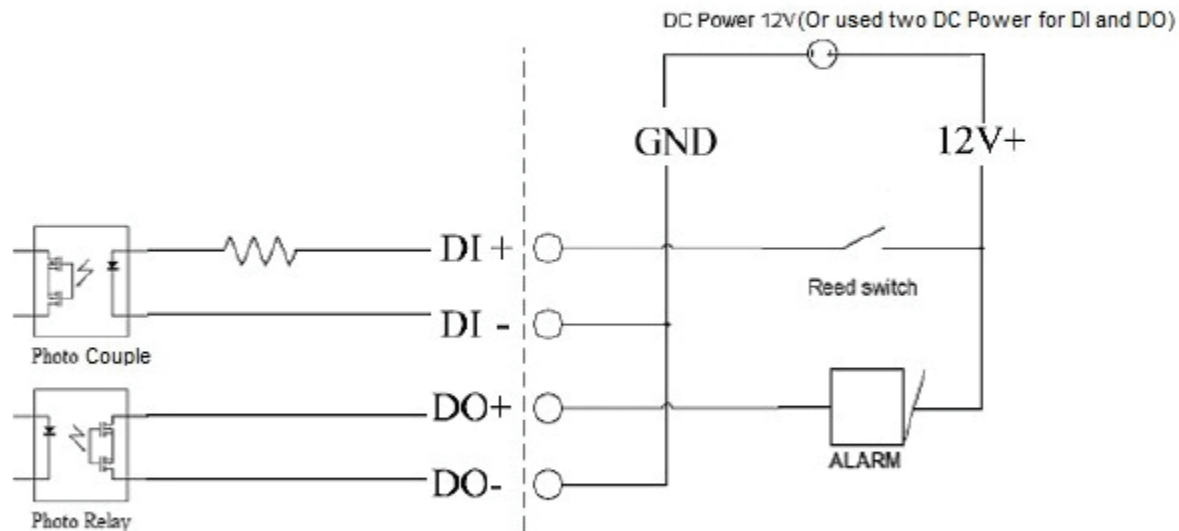 DC Power 12V(Or used two DC Power for DI and DO)
GND 12V+
DI +
Reed switch
DI -
Photo Couple
DO+
ALARM
DO-
Photo Relay